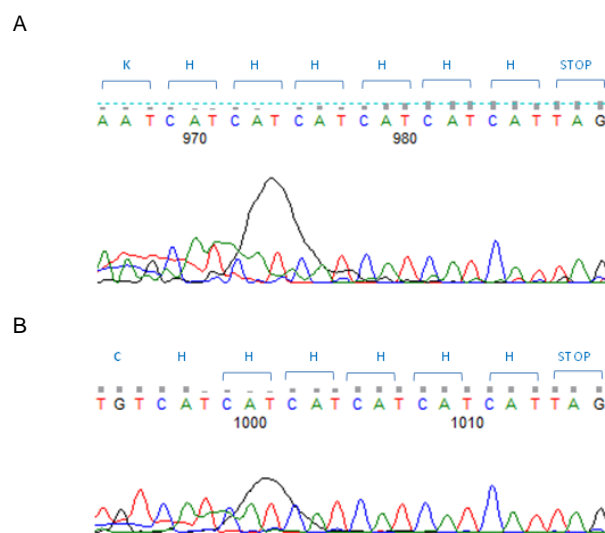 A
K H H H H H H STOP
A A T C A T C A T C A T C A T C A T C A T T A G
970 980
B
C H H H H H H STOP
T G T C A T C A T C A T C A T C A T C A T T A G
1000 1010